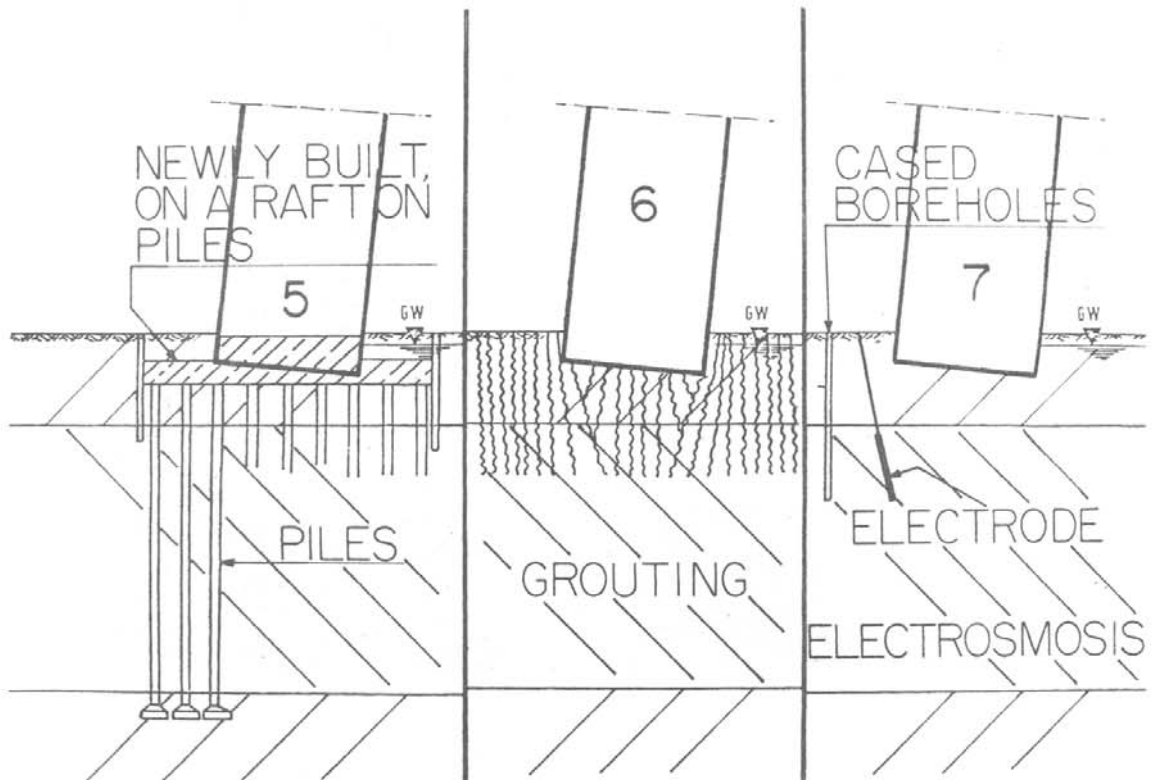 NEWLY BUILT,
ON A RAFT ON
PILES
5
GW
PILES
6
GW
GROUTING
CASED
BOREHOLES
7
GW
ELECTRODE
ELECTROSMOSIS